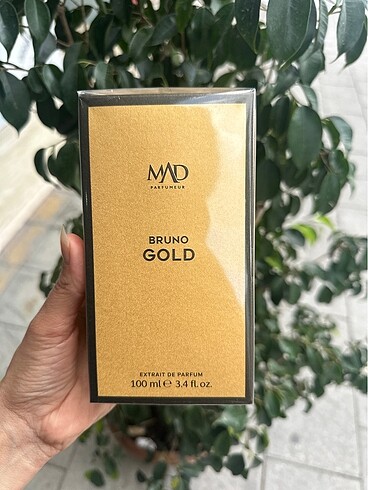 MAD
PARFUMEUR
BRUNO
GOLD
EXTRAIT DE PARFUM
100 ml ℮ 3.4 fl. oz.